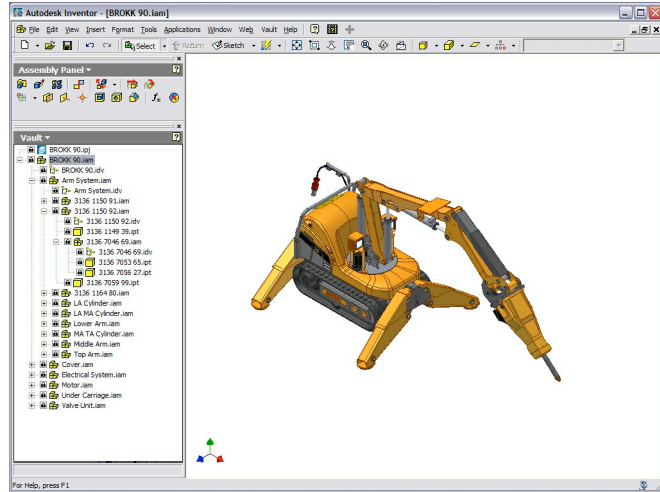 Autodesk Inventor - [BROKK 90.iam]
File Edit View Insert Format Tools Applications Window Web Vault Help
Select Return Sketch
Assembly Panel
Vault
BROKK 90.ipj
BROKK 90.iam
BROKK 90.idv
Arm System.iam
Arm System.idv
3136 1150 91.iam
3136 1150 92.iam
3136 1150 92.idv
3136 1149 39.ipt
3136 7046 69.iam
3136 7046 69.idv
3136 7053 65.ipt
3136 7056 27.ipt
3136 7059 99.ipt
3136 1164 80.iam
LA Cylinder.iam
LA MA Cylinder.iam
Lower Arm.iam
MA TA Cylinder.iam
Middle Arm.iam
Top Arm.iam
Cover.iam
Electrical System.iam
Motor.iam
Under Carriage.iam
Valve Unit.iam
For Help, press F1